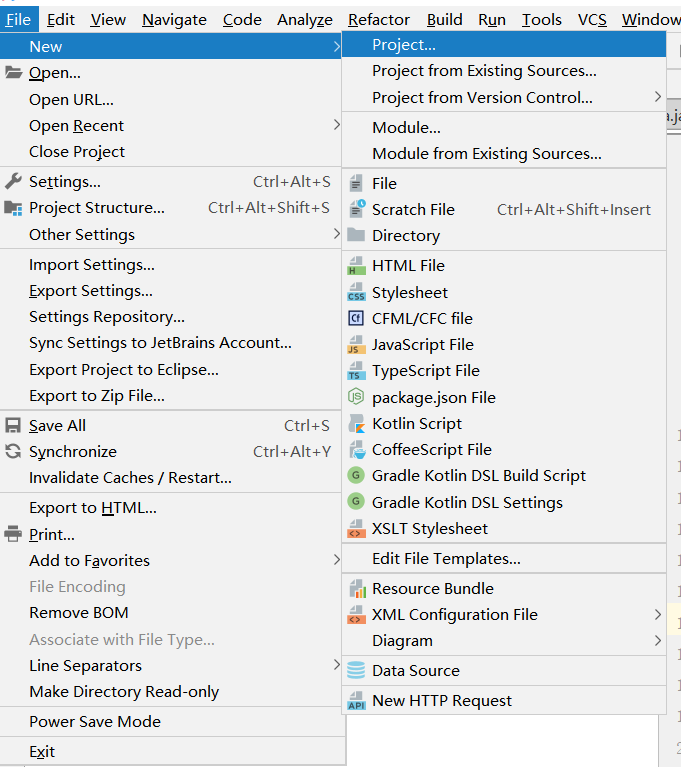 File Edit View Navigate Code Analyze Refactor Build Run Tools VCS Window
New
Open...
Open URL...
Open Recent
Close Project
Settings... Ctrl+Alt+S
Project Structure... Ctrl+Alt+Shift+S
Other Settings
Import Settings...
Export Settings...
Settings Repository...
Sync Settings to JetBrains Account...
Export Project to Eclipse...
Export to Zip File...
Save All Ctrl+S
Synchronize Ctrl+Alt+Y
Invalidate Caches / Restart...
Export to HTML...
Print...
Add to Favorites
File Encoding
Remove BOM
Associate with File Type...
Line Separators
Make Directory Read-only
Power Save Mode
Exit
Project...
Project from Existing Sources...
Project from Version Control...
Module...
Module from Existing Sources...
File
Scratch File Ctrl+Alt+Shift+Insert
Directory
H HTML File
CSS Stylesheet
Cf CFML/CFC file
JS JavaScript File
TS TypeScript File
JS package.json File
Kotlin Script
CoffeeScript File
G Gradle Kotlin DSL Build Script
G Gradle Kotlin DSL Settings
XSLT Stylesheet
Edit File Templates...
Resource Bundle
XML Configuration File
Diagram
Data Source
API New HTTP Request